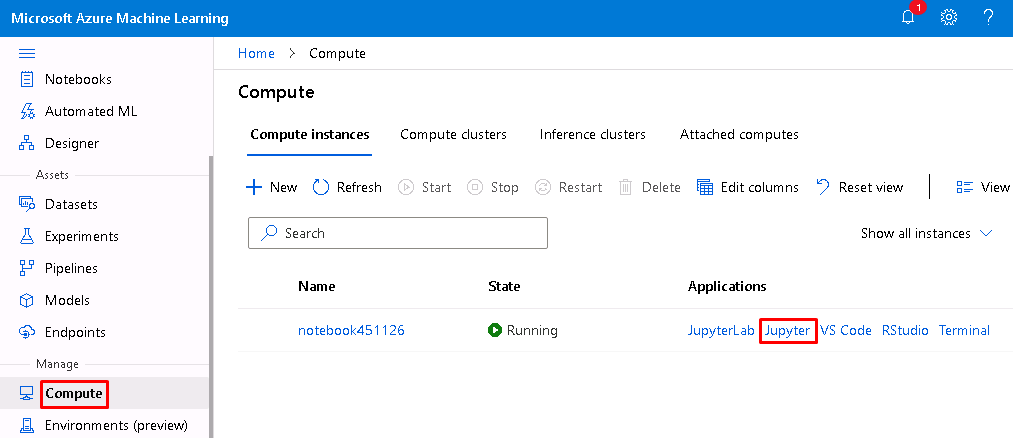 Microsoft Azure Machine Learning
1
?
Notebooks
Automated ML
Designer
Assets
Datasets
Experiments
Pipelines
Models
Endpoints
Manage
Compute
Environments (preview)
Home > Compute
Compute
Compute instances Compute clusters Inference clusters Attached computes
New Refresh Start Stop Restart Delete Edit columns Reset view View
Search Show all instances
Name State Applications
notebook451126 Running JupyterLab Jupyter VS Code RStudio Terminal